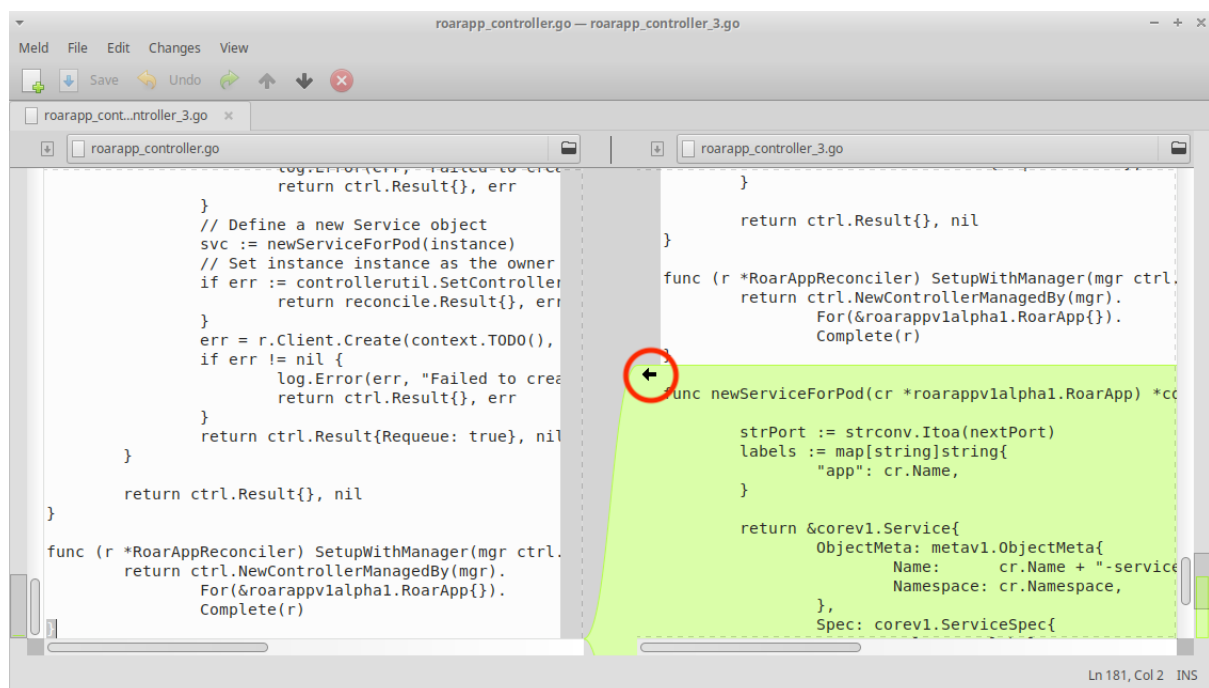 roarapp_controller.go — roarapp_controller_3.go
Meld File Edit Changes View
Save Undo
roarapp_cont...ntroller_3.go
roarapp_controller.go
log.Error(err, "Failed to crea
return ctrl.Result{}, err
}
// Define a new Service object
svc := newServiceForPod(instance)
// Set instance instance as the owner
if err := controllerutil.SetController
return reconcile.Result{}, err
}
err = r.Client.Create(context.TODO(),
if err != nil {
log.Error(err, "Failed to crea
return ctrl.Result{}, err
}
return ctrl.Result{Requeue: true}, nil
}
return ctrl.Result{}, nil
}
func (r *RoarAppReconciler) SetupWithManager(mgr ctrl.
return ctrl.NewControllerManagedBy(mgr).
For(&roarappv1alpha1.RoarApp{}).
Complete(r)
}
roarapp_controller_3.go
}
return ctrl.Result{}, nil
}
func (r *RoarAppReconciler) SetupWithManager(mgr ctrl.
return ctrl.NewControllerManagedBy(mgr).
For(&roarappv1alpha1.RoarApp{}).
Complete(r)
}
func newServiceForPod(cr *roarappv1alpha1.RoarApp) *co
strPort := strconv.Itoa(nextPort)
labels := map[string]string{
"app": cr.Name,
}
return &corev1.Service{
ObjectMeta: metav1.ObjectMeta{
Name: cr.Name + "-service
Namespace: cr.Namespace,
},
Spec: corev1.ServiceSpec{
Ln 181, Col 2 INS